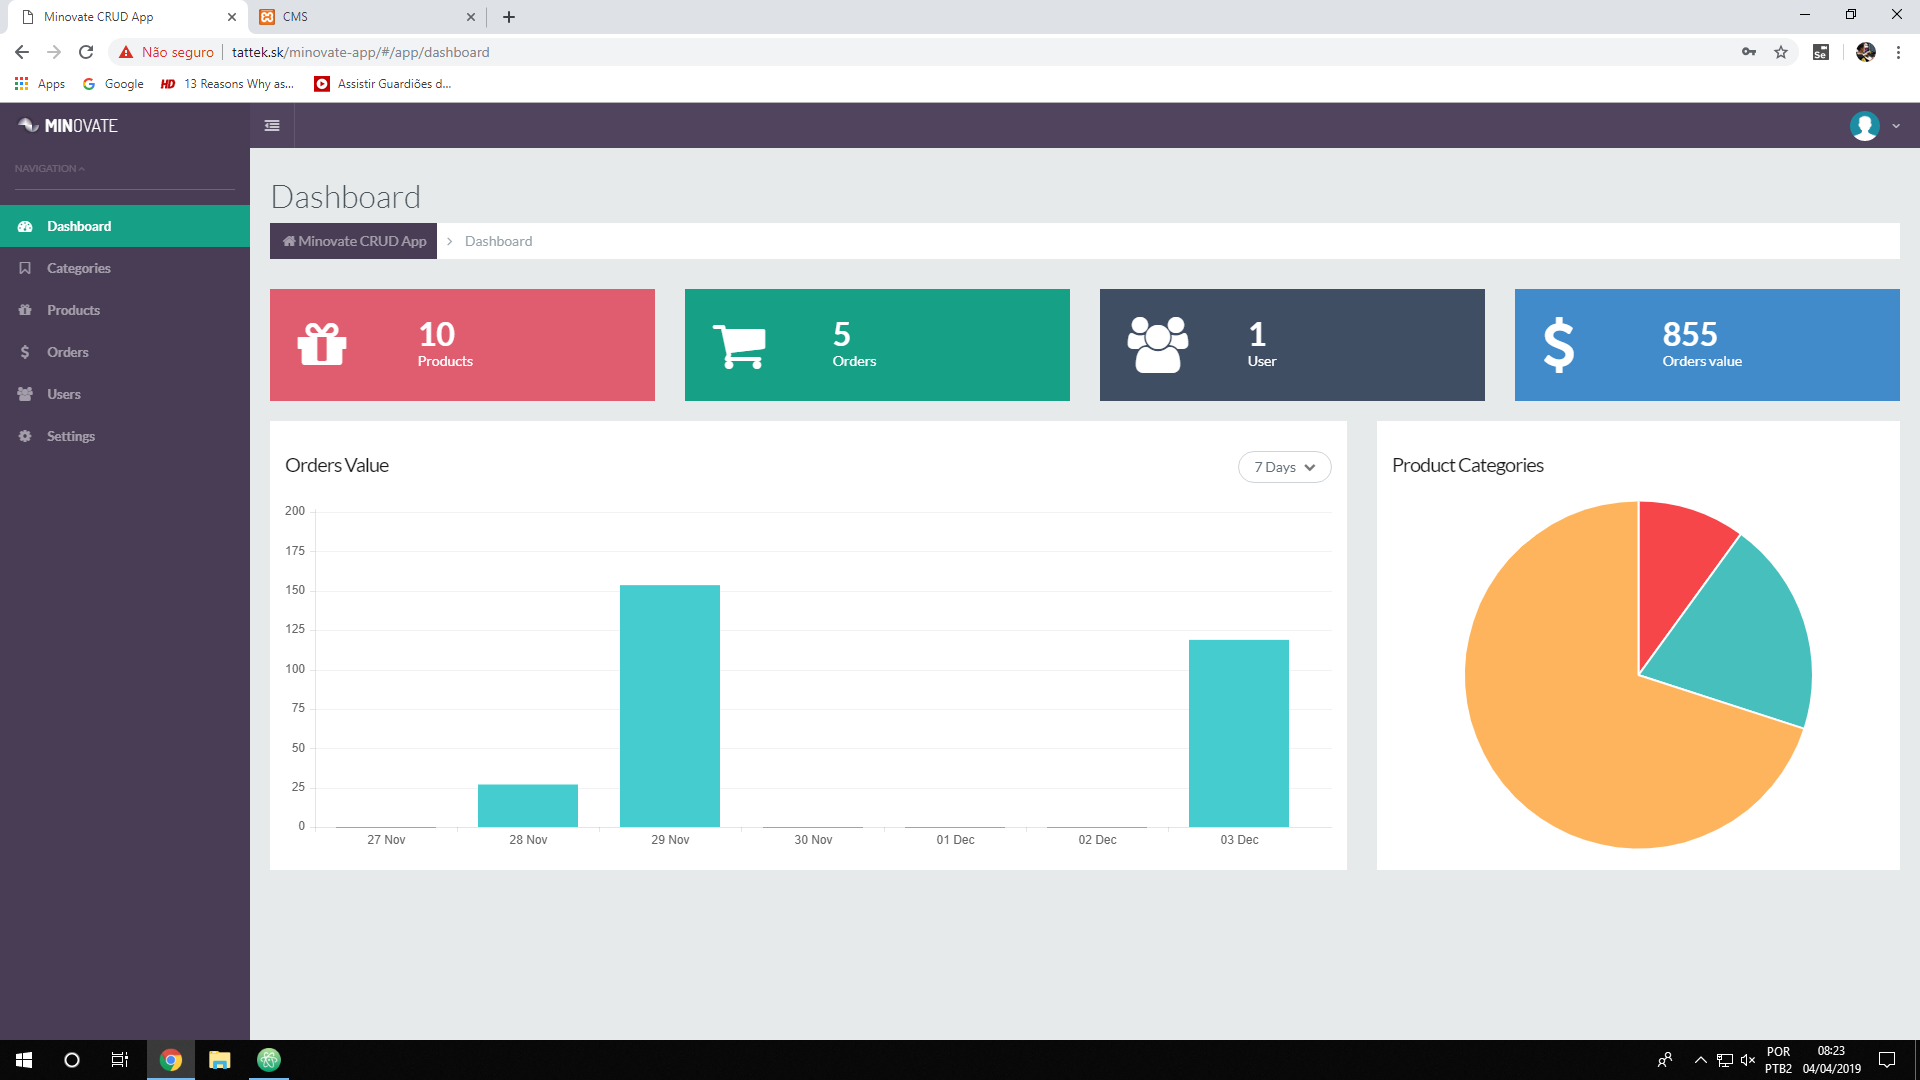 Minovate CRUD App
CMS
Não seguro
tattek.sk/minovate-app/#/app/dashboard
Apps
Google
HD
13 Reasons Why as...
Assistir Guardiões d...
Se
MINOVATE
NAVIGATION
Dashboard
Categories
Products
Orders
Users
Settings
Dashboard
Minovate CRUD App
Dashboard
10
Products
5
Orders
1
User
$
855
Orders value
Orders Value
7 Days
200
175
150
125
100
75
50
25
0
27 Nov
28 Nov
29 Nov
30 Nov
01 Dec
02 Dec
03 Dec
Product Categories
POR
PTB2
08:23
04/04/2019